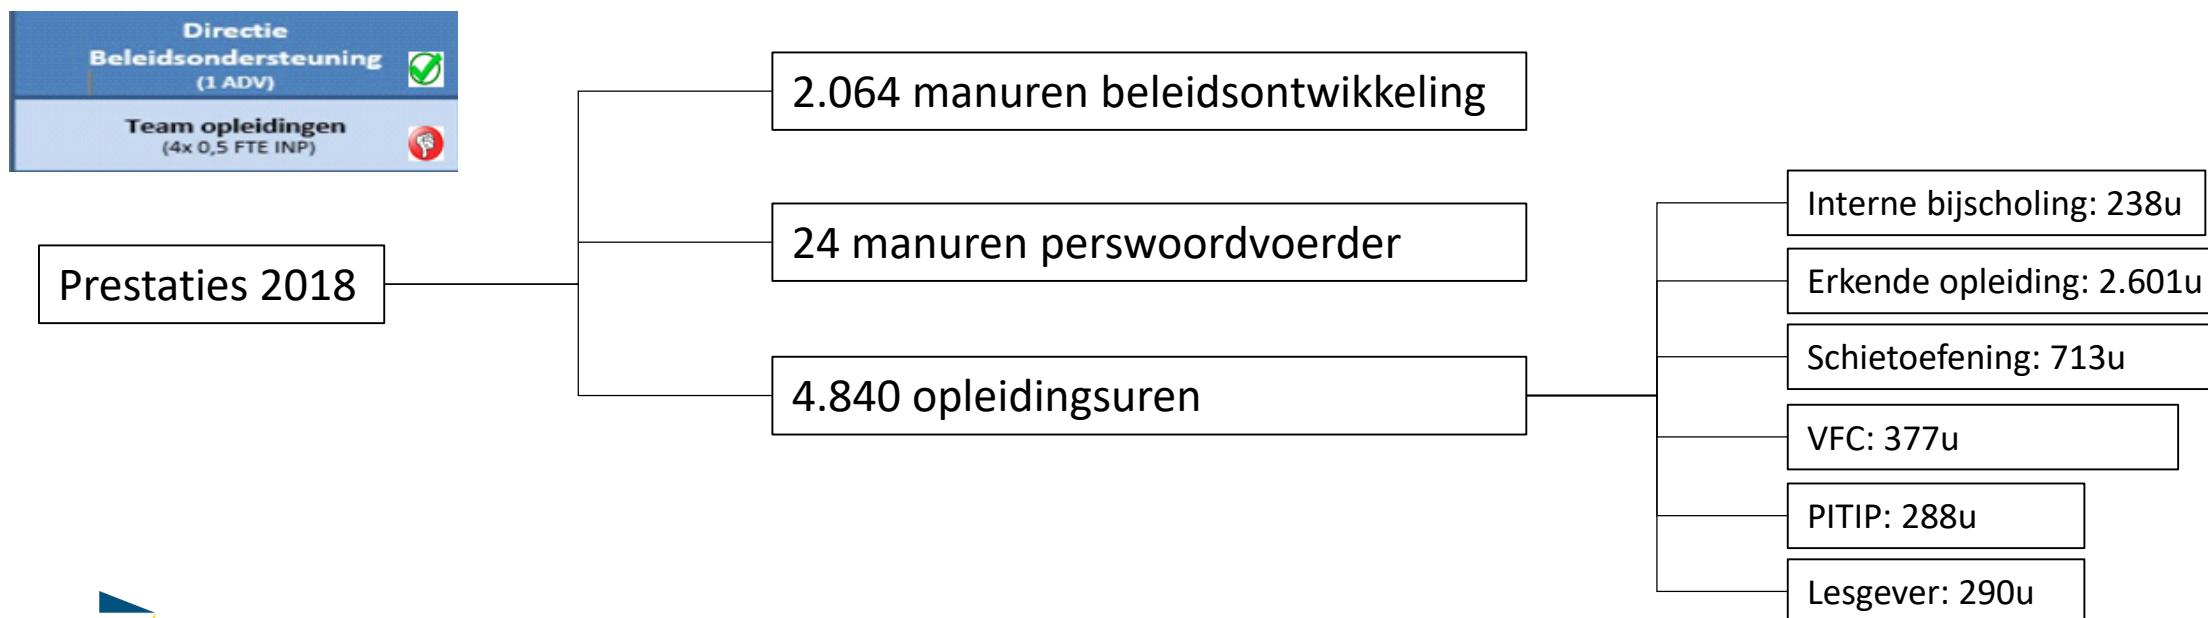 Directie
Beleidsondersteuning
(1 ADV)
Team opleidingen
(4x 0,5 FTE INP)
Prestaties 2018
2.064 manuren beleidsontwikkeling
24 manuren perswoordvoerder
4.840 opleidingsuren
Interne bijscholing: 238u
Erkende opleiding: 2.601u
Schietoefening: 713u
VFC: 377u
PITIP: 288u
Lesgever: 290u